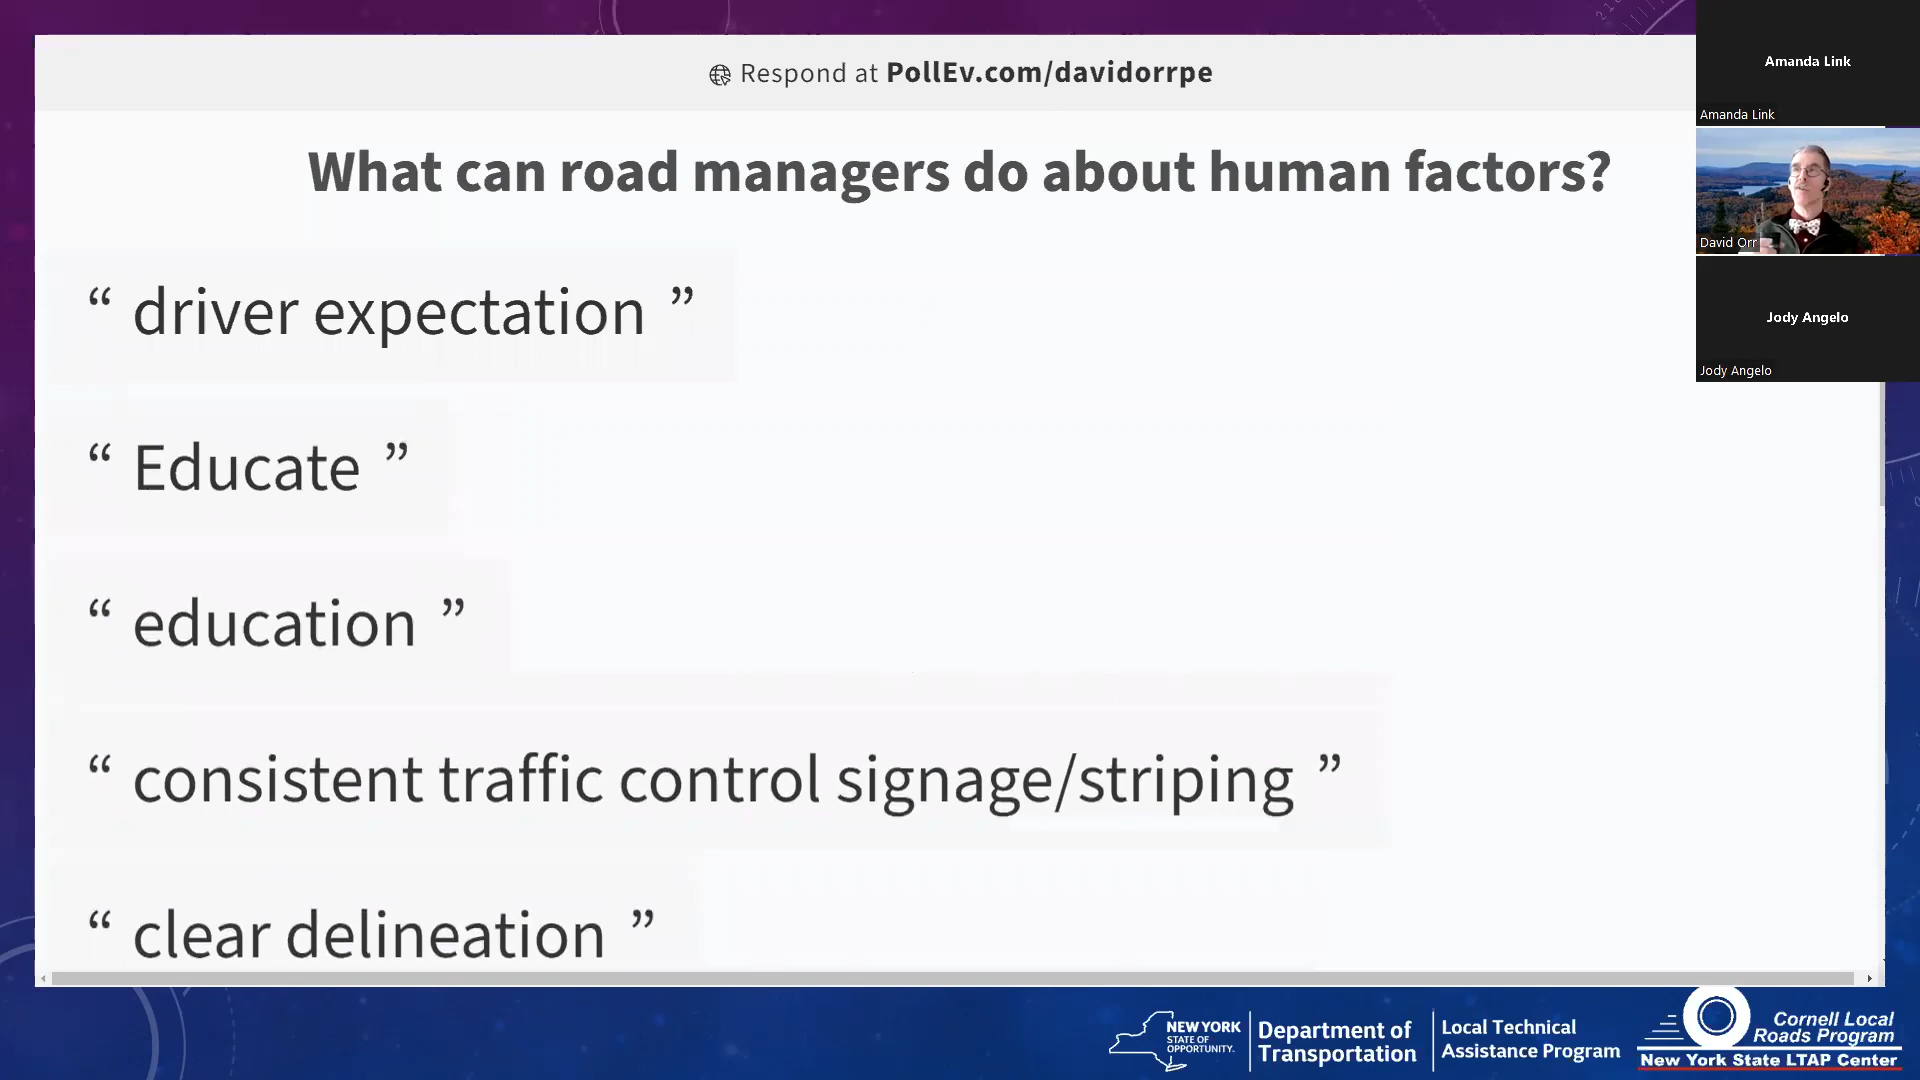 Respond at PollEv.com/davidorrpe
What can road managers do about human factors?
“ driver expectation ”
“ Educate ”
“ education ”
“ consistent traffic control signage/striping ”
“ clear delineation ”
Amanda Link
Amanda Link
David Orr
Jody Angelo
Jody Angelo
NEW YORK
STATE OF
OPPORTUNITY.
Department of
Transportation
Local Technical
Assistance Program
Cornell Local
Roads Program
New York State LTAP Center